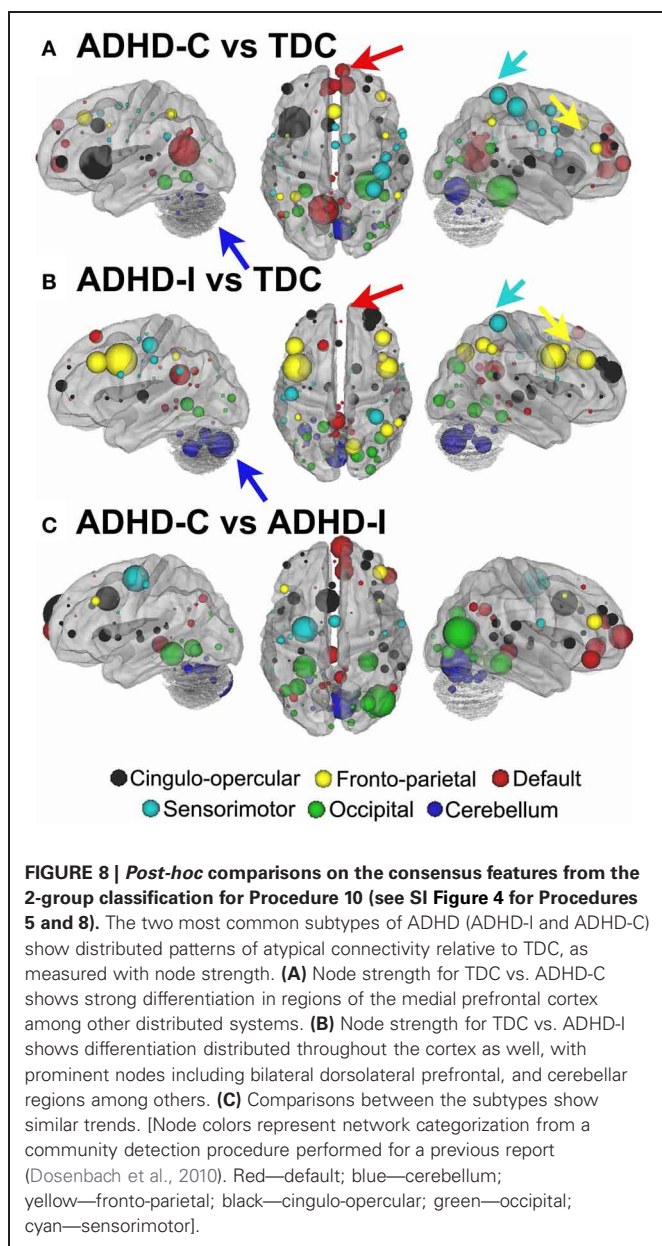 A ADHD-C vs TDC
B ADHD-I vs TDC
C ADHD-C vs ADHD-I
Cingulo-opercular Fronto-parietal Default
Sensorimotor Occipital Cerebellum
FIGURE 8 | Post-hoc comparisons on the consensus features from the
2-group classification for Procedure 10 (see SI Figure 4 for Procedures
5 and 8). The two most common subtypes of ADHD (ADHD-I and ADHD-C)
show distributed patterns of atypical connectivity relative to TDC, as
measured with node strength. (A) Node strength for TDC vs. ADHD-C
shows strong differentiation in regions of the medial prefrontal cortex
among other distributed systems. (B) Node strength for TDC vs. ADHD-I
shows differentiation distributed throughout the cortex as well, with
prominent nodes including bilateral dorsolateral prefrontal, and cerebellar
regions among others. (C) Comparisons between the subtypes show
similar trends. [Node colors represent network categorization from a
community detection procedure performed for a previous report
(Dosenbach et al., 2010). Red—default; blue—cerebellum;
yellow—fronto-parietal; black—cingulo-opercular; green—occipital;
cyan—sensorimotor].